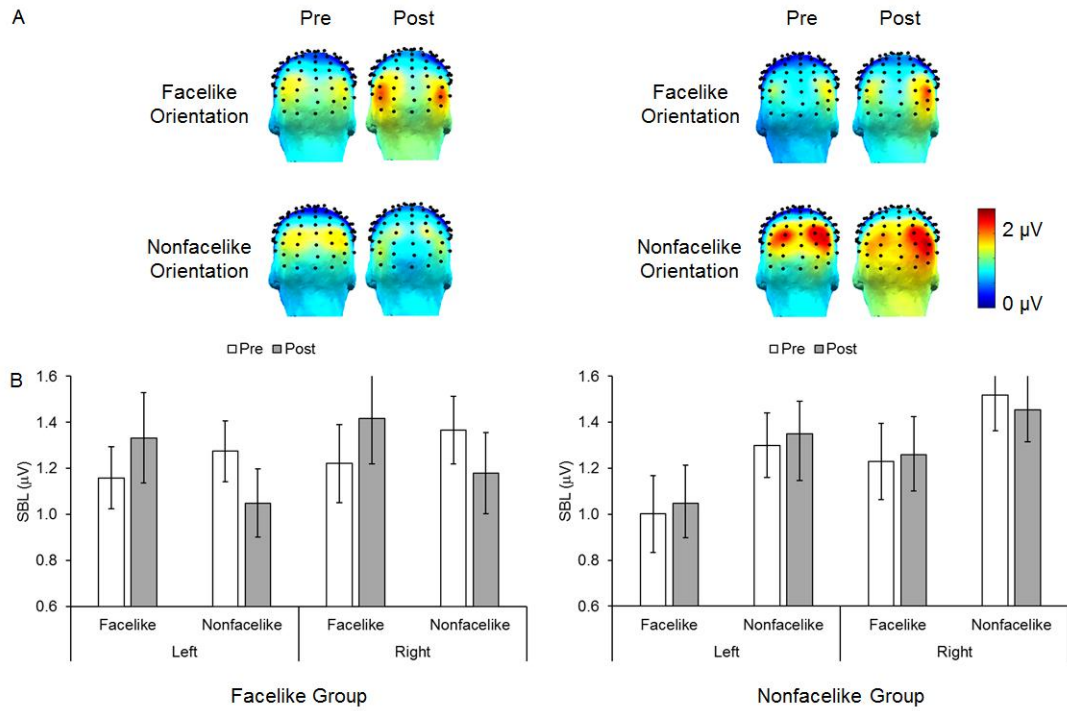 A
Pre Post Pre Post
Facelike
Orientation
Facelike
Orientation
Nonfacelike
Orientation
Nonfacelike
Orientation
2 μV
0 μV
B
Pre Post
1.6
1.4
1.2
1.0
0.8
0.6
SBL (μV)
Facelike Nonfacelike Facelike Nonfacelike
Left Right
Facelike Group
Pre Post
1.6
1.4
1.2
1.0
0.8
0.6
SBL (μV)
Facelike Nonfacelike Facelike Nonfacelike
Left Right
Nonfacelike Group